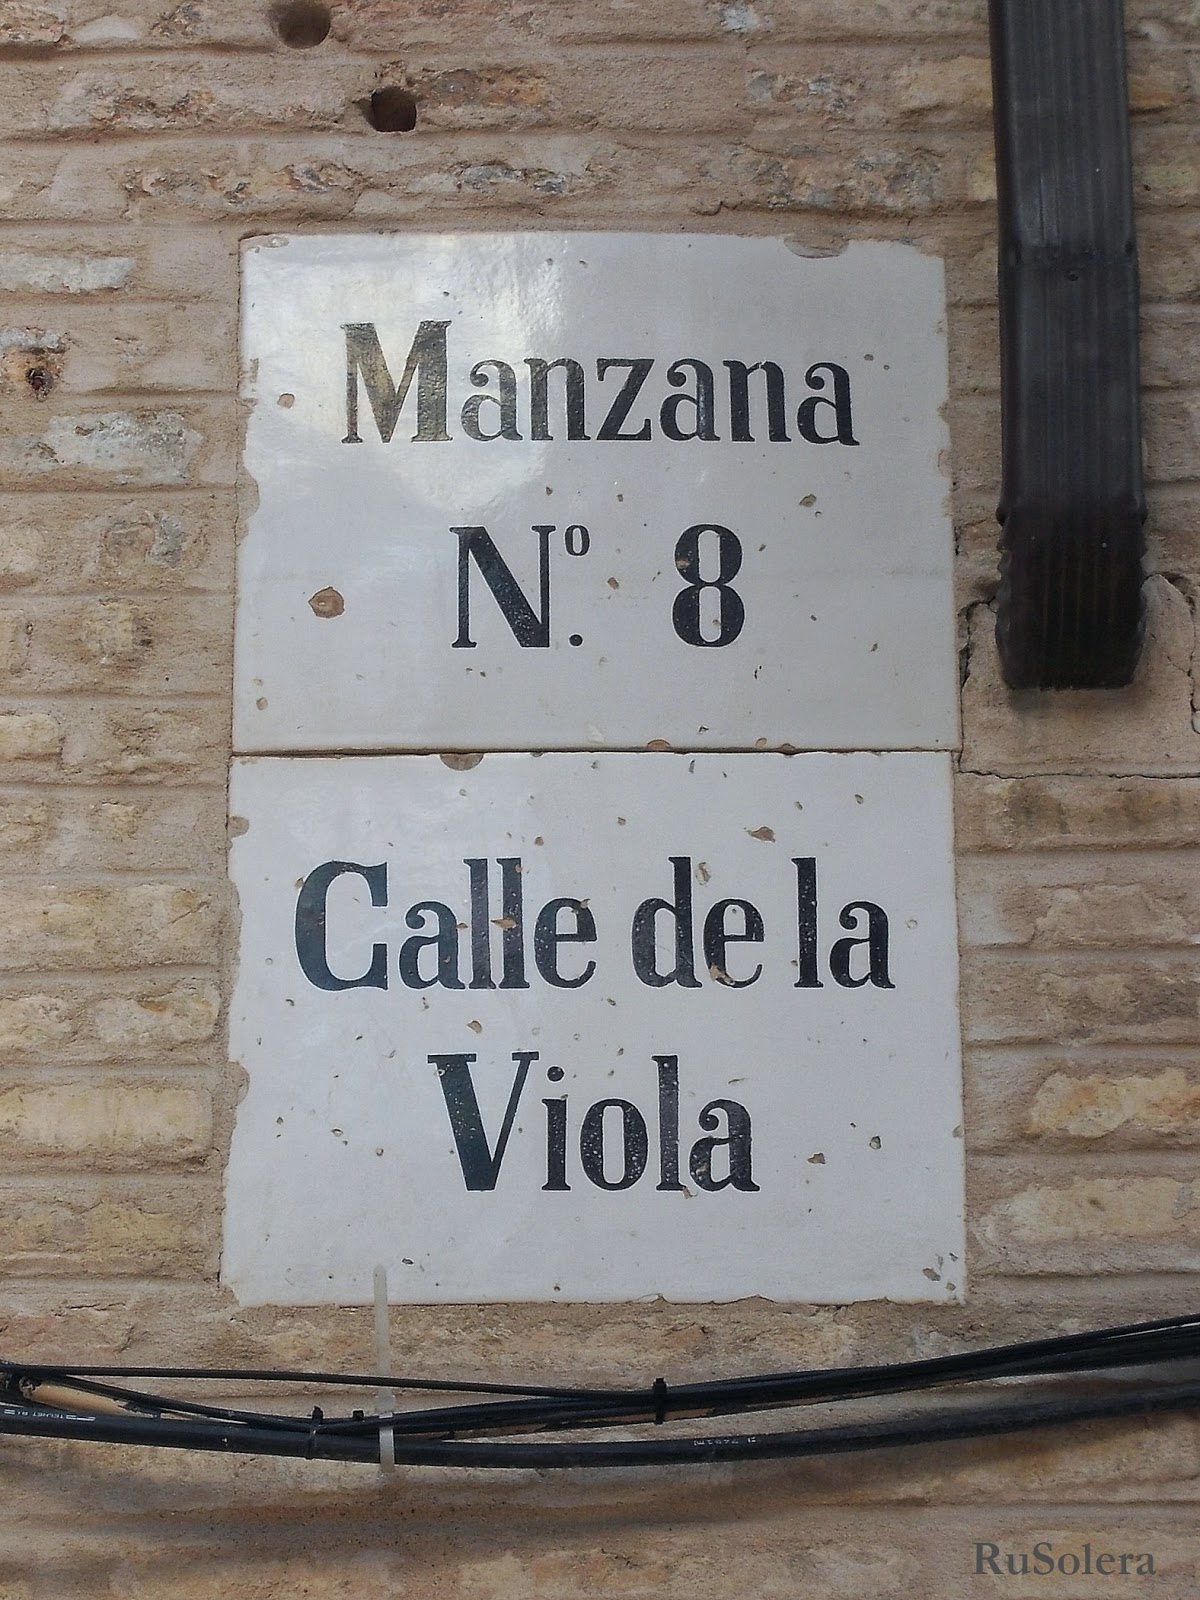 Manzana
Nº. 8
Calle de la
Viola
RuSolera